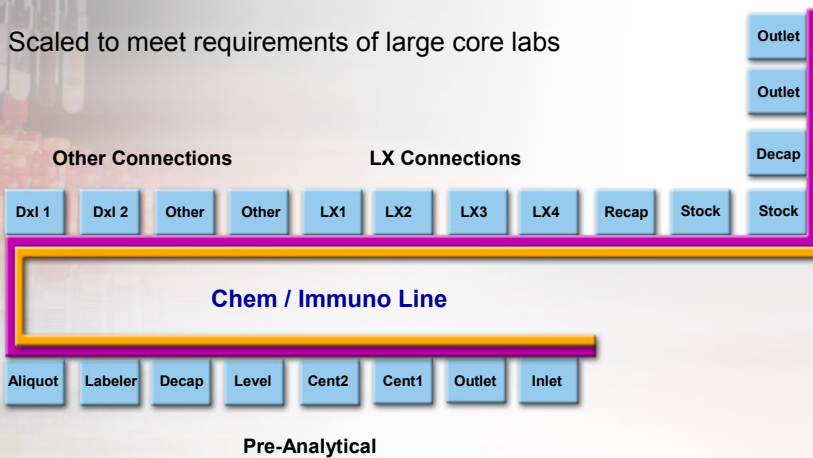 Scaled to meet requirements of large core labs
Outlet
Outlet
Decap
Other Connections LX Connections
DxI 1 DxI 2 Other Other LX1 LX2 LX3 LX4 Recap Stock Stock
Chem / Immuno Line
Aliquot Labeler Decap Level Cent2 Cent1 Outlet Inlet
Pre-Analytical